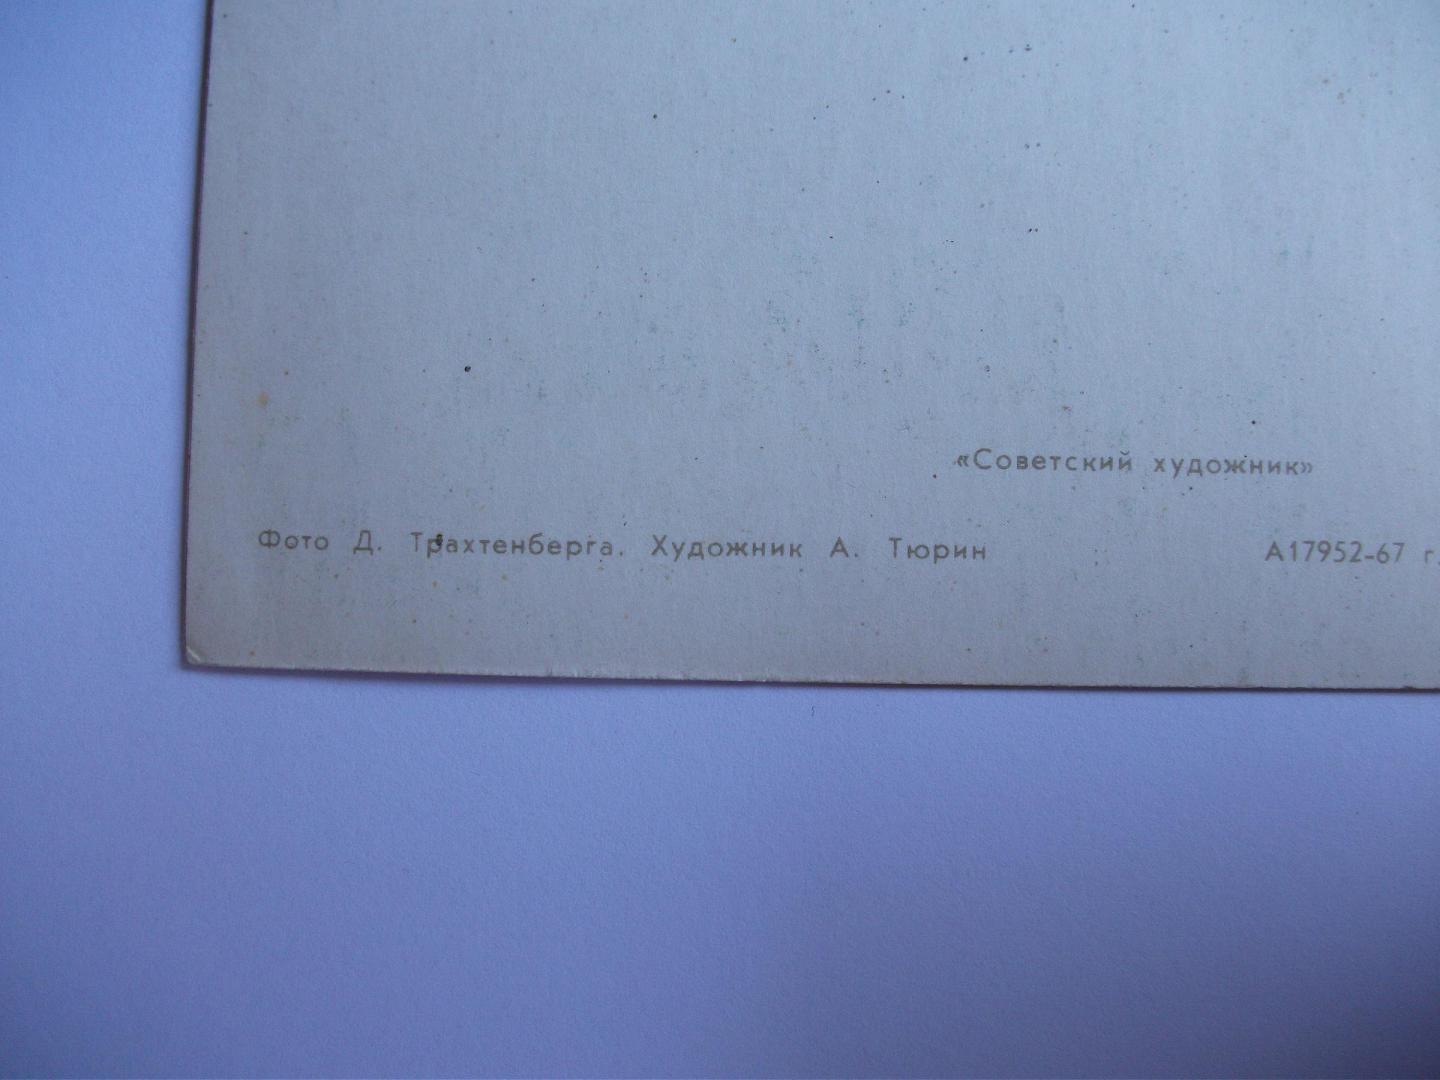 «Советский художник»
Фото Д. Трахтенберга. Художник А. Тюрин А17952-67 г.